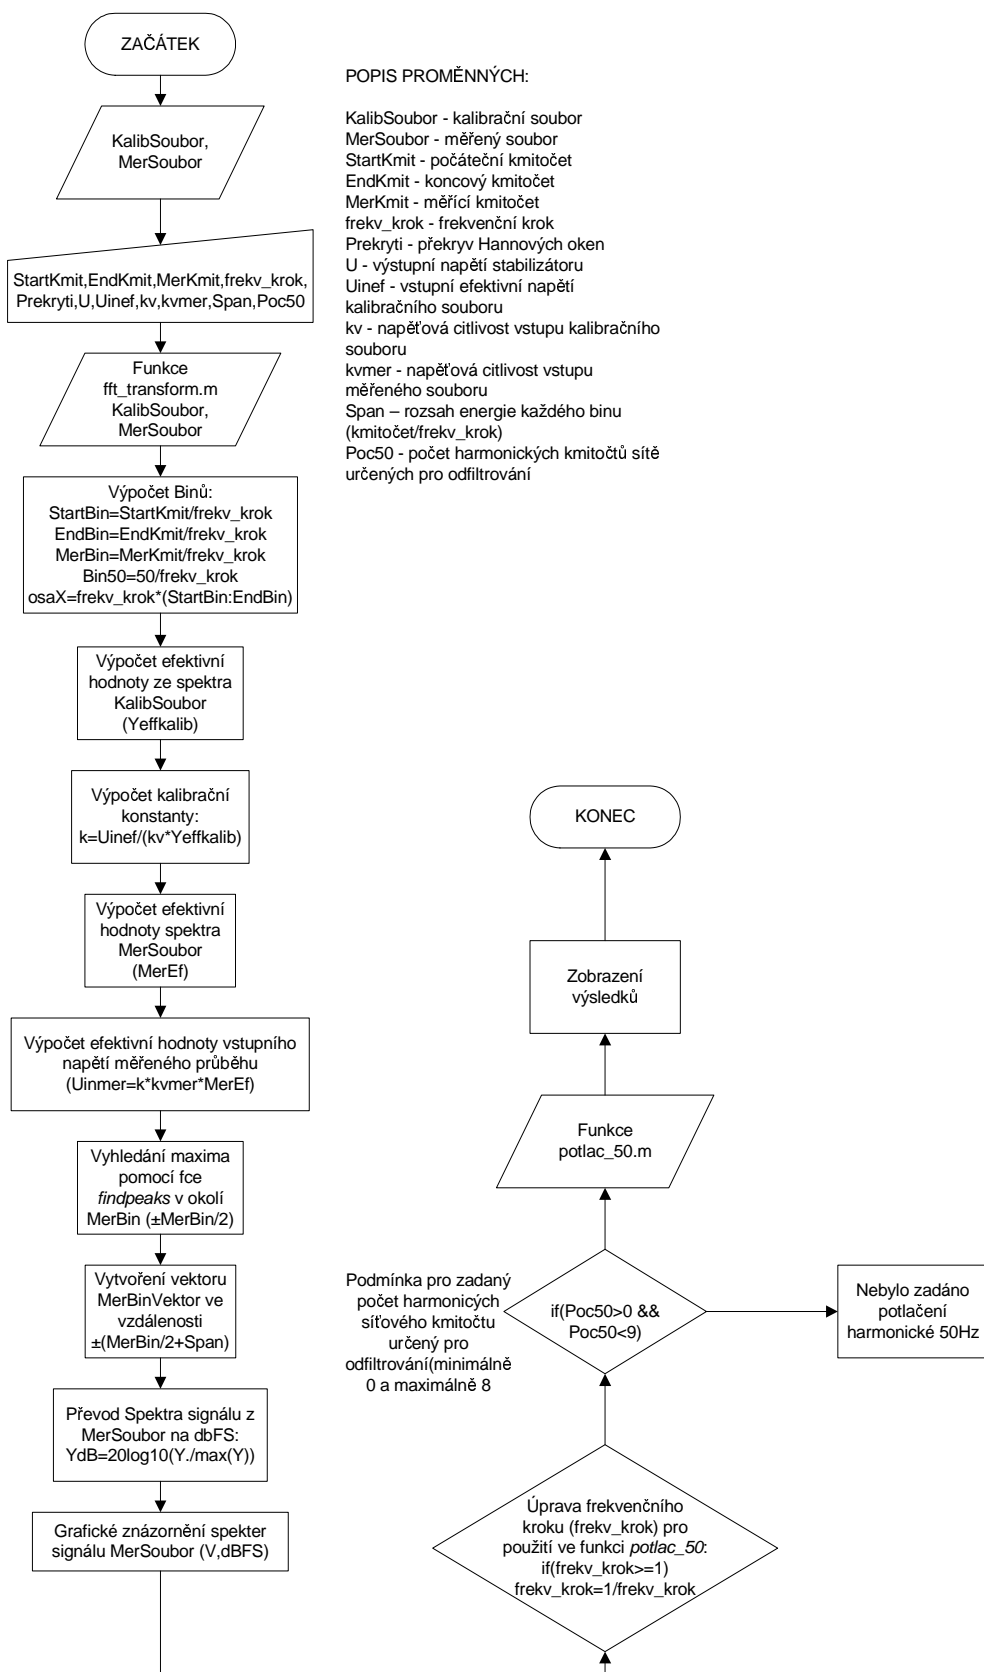 ZAČÁTEK
KalibSoubor,
MerSoubor
StartKmit,EndKmit,MerKmit,frekv_krok,
Prekryti,U,Uinef,kv,kvmer,Span,Poc50
Funkce
fft_transform.m
KalibSoubor,
MerSoubor
Výpočet Binů:
StartBin=StartKmit/frekv_krok
EndBin=EndKmit/frekv_krok
MerBin=MerKmit/frekv_krok
Bin50=50/frekv_krok
osaX=frekv_krok*(StartBin:EndBin)
Výpočet efektivní
hodnoty ze spektra
KalibSoubor
(Yeffkalib)
Výpočet kalibrační
konstanty:
k=Uinef/(kv*Yeffkalib)
Výpočet efektivní
hodnoty spektra
MerSoubor
(MerEf)
Výpočet efektivní hodnoty vstupního
napětí měřeného průběhu
(Uinmer=k*kvmer*MerEf)
Vyhledání maxima
pomocí fce
findpeaks v okolí
MerBin (±MerBin/2)
Vytvoření vektoru
MerBinVektor ve
vzdálenosti
±(MerBin/2+Span)
Převod Spektra signálu z
MerSoubor na dbFS:
YdB=20log10(Y./max(Y))
Grafické znázornění spekter
signálu MerSoubor (V,dBFS)
POPIS PROMĚNNÝCH:
KalibSoubor - kalibrační soubor
MerSoubor - měřený soubor
StartKmit - počáteční kmitočet
EndKmit - koncový kmitočet
MerKmit - měřící kmitočet
frekv_krok - frekvenční krok
Prekryti - překryv Hannových oken
U - výstupní napětí stabilizátoru
Uinef - vstupní efektivní napětí
kalibračního souboru
kv - napěťová citlivost vstupu kalibračního
souboru
kvmer - napěťová citlivost vstupu
měřeného souboru
Span – rozsah energie každého binu
(kmitočet/frekv_krok)
Poc50 - počet harmonických kmitočtů sítě
určených pro odfiltrování
KONEC
Zobrazení
výsledků
Funkce
potlac_50.m
Podmínka pro zadaný
počet harmonických
síťového kmitočtu
určený pro
odfiltrování(minimálně
0 a maximálně 8
if(Poc50>0 &&
Poc50<9)
Nebylo zadáno
potlačení
harmonické 50Hz
Úprava frekvenčního
kroku (frekv_krok) pro
použití ve funkci potlac_50:
if(frekv_krok>=1)
frekv_krok=1/frekv_krok